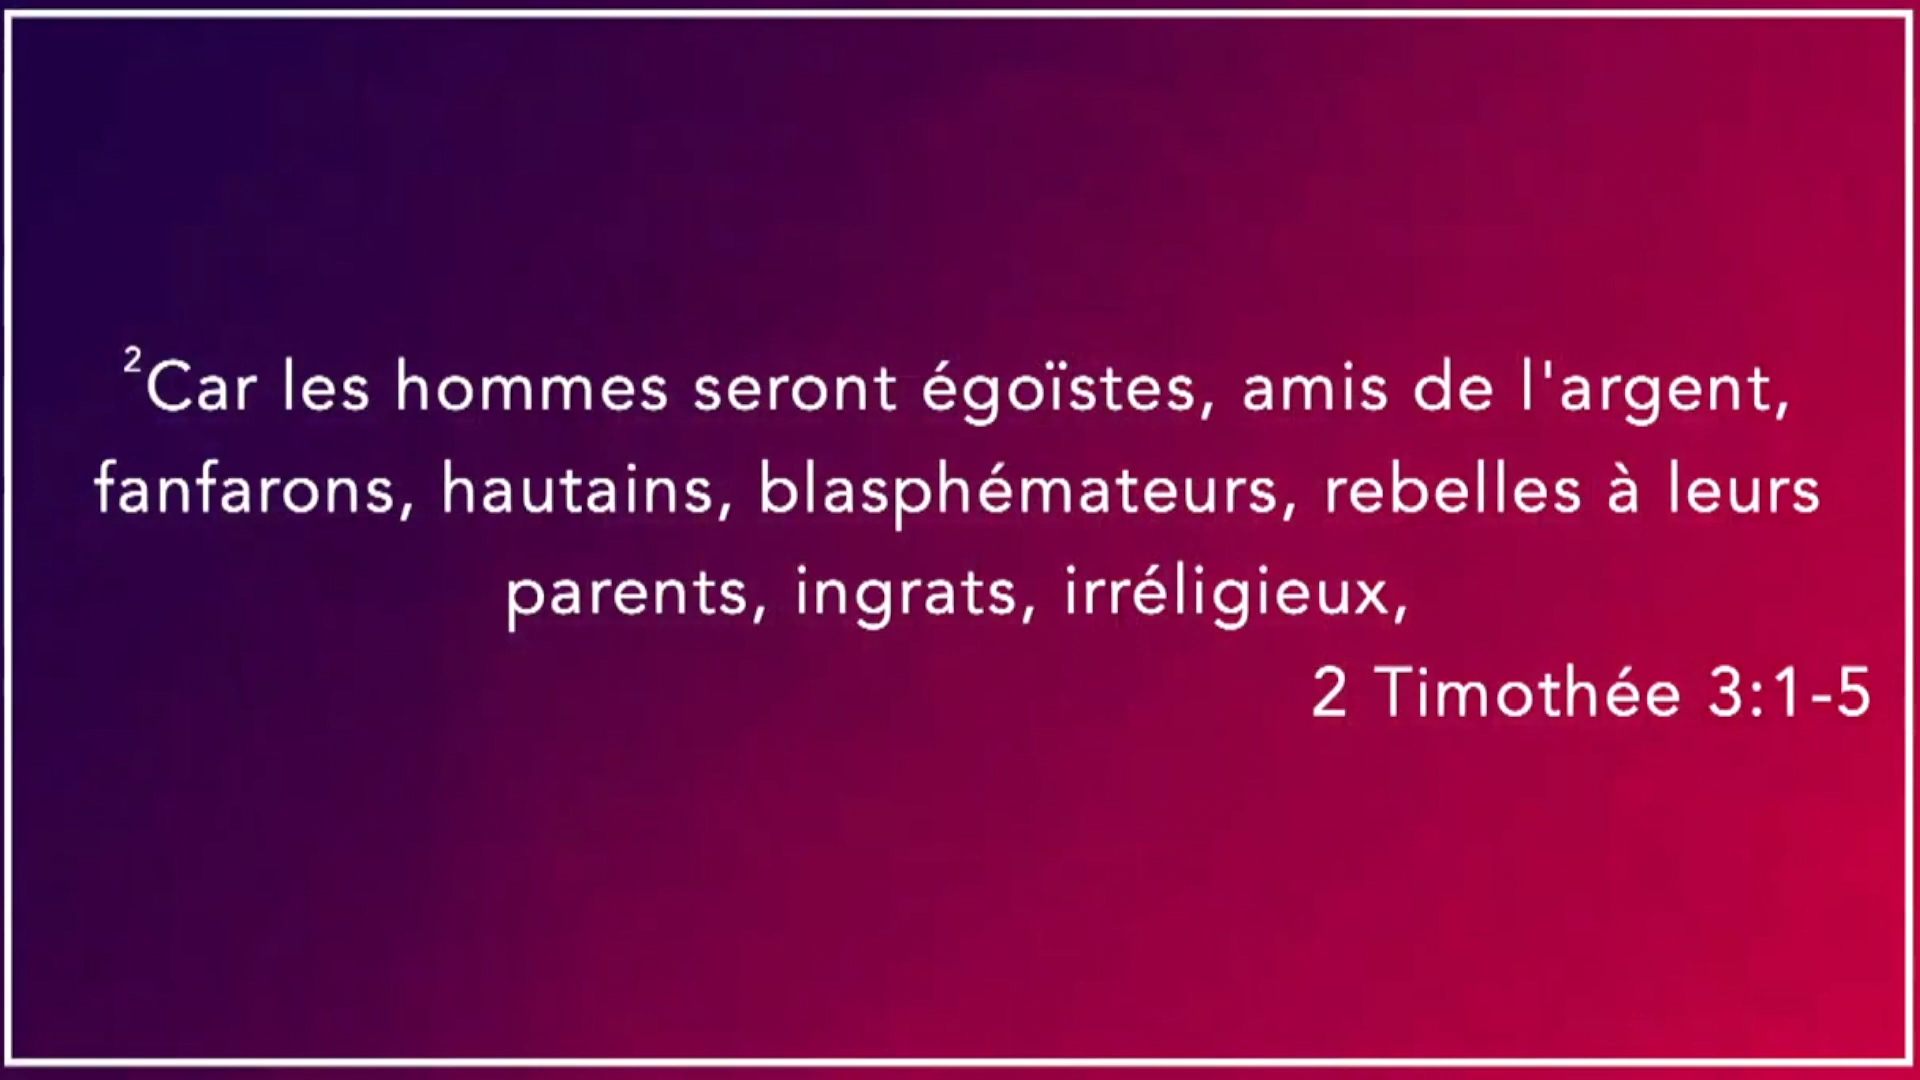 ²Car les hommes seront égoïstes, amis de l'argent,
fanfarons, hautains, blasphémateurs, rebelles à leurs
parents, ingrats, irréligieux,
2 Timothée 3:1-5